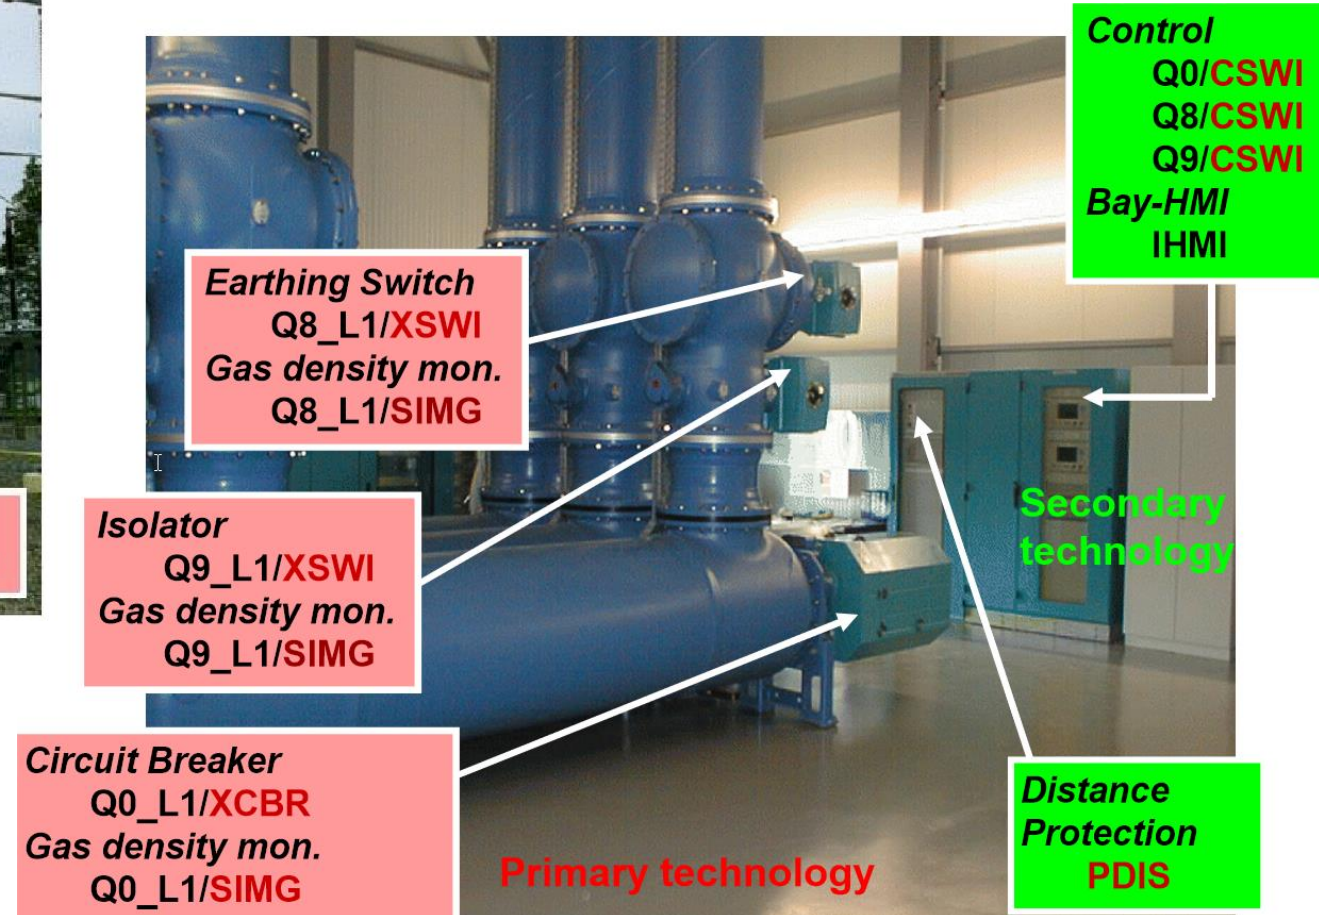 Control
Q0/CSWI
Q8/CSWI
Q9/CSWI
Bay-HMI
IHMI
Earthing Switch
Q8_L1/XSWI
Gas density mon.
Q8_L1/SIMG
Isolator
Q9_L1/XSWI
Gas density mon.
Q9_L1/SIMG
Secondary
technology
Circuit Breaker
Q0_L1/XCBR
Gas density mon.
Q0_L1/SIMG
Primary technology
Distance
Protection
PDIS